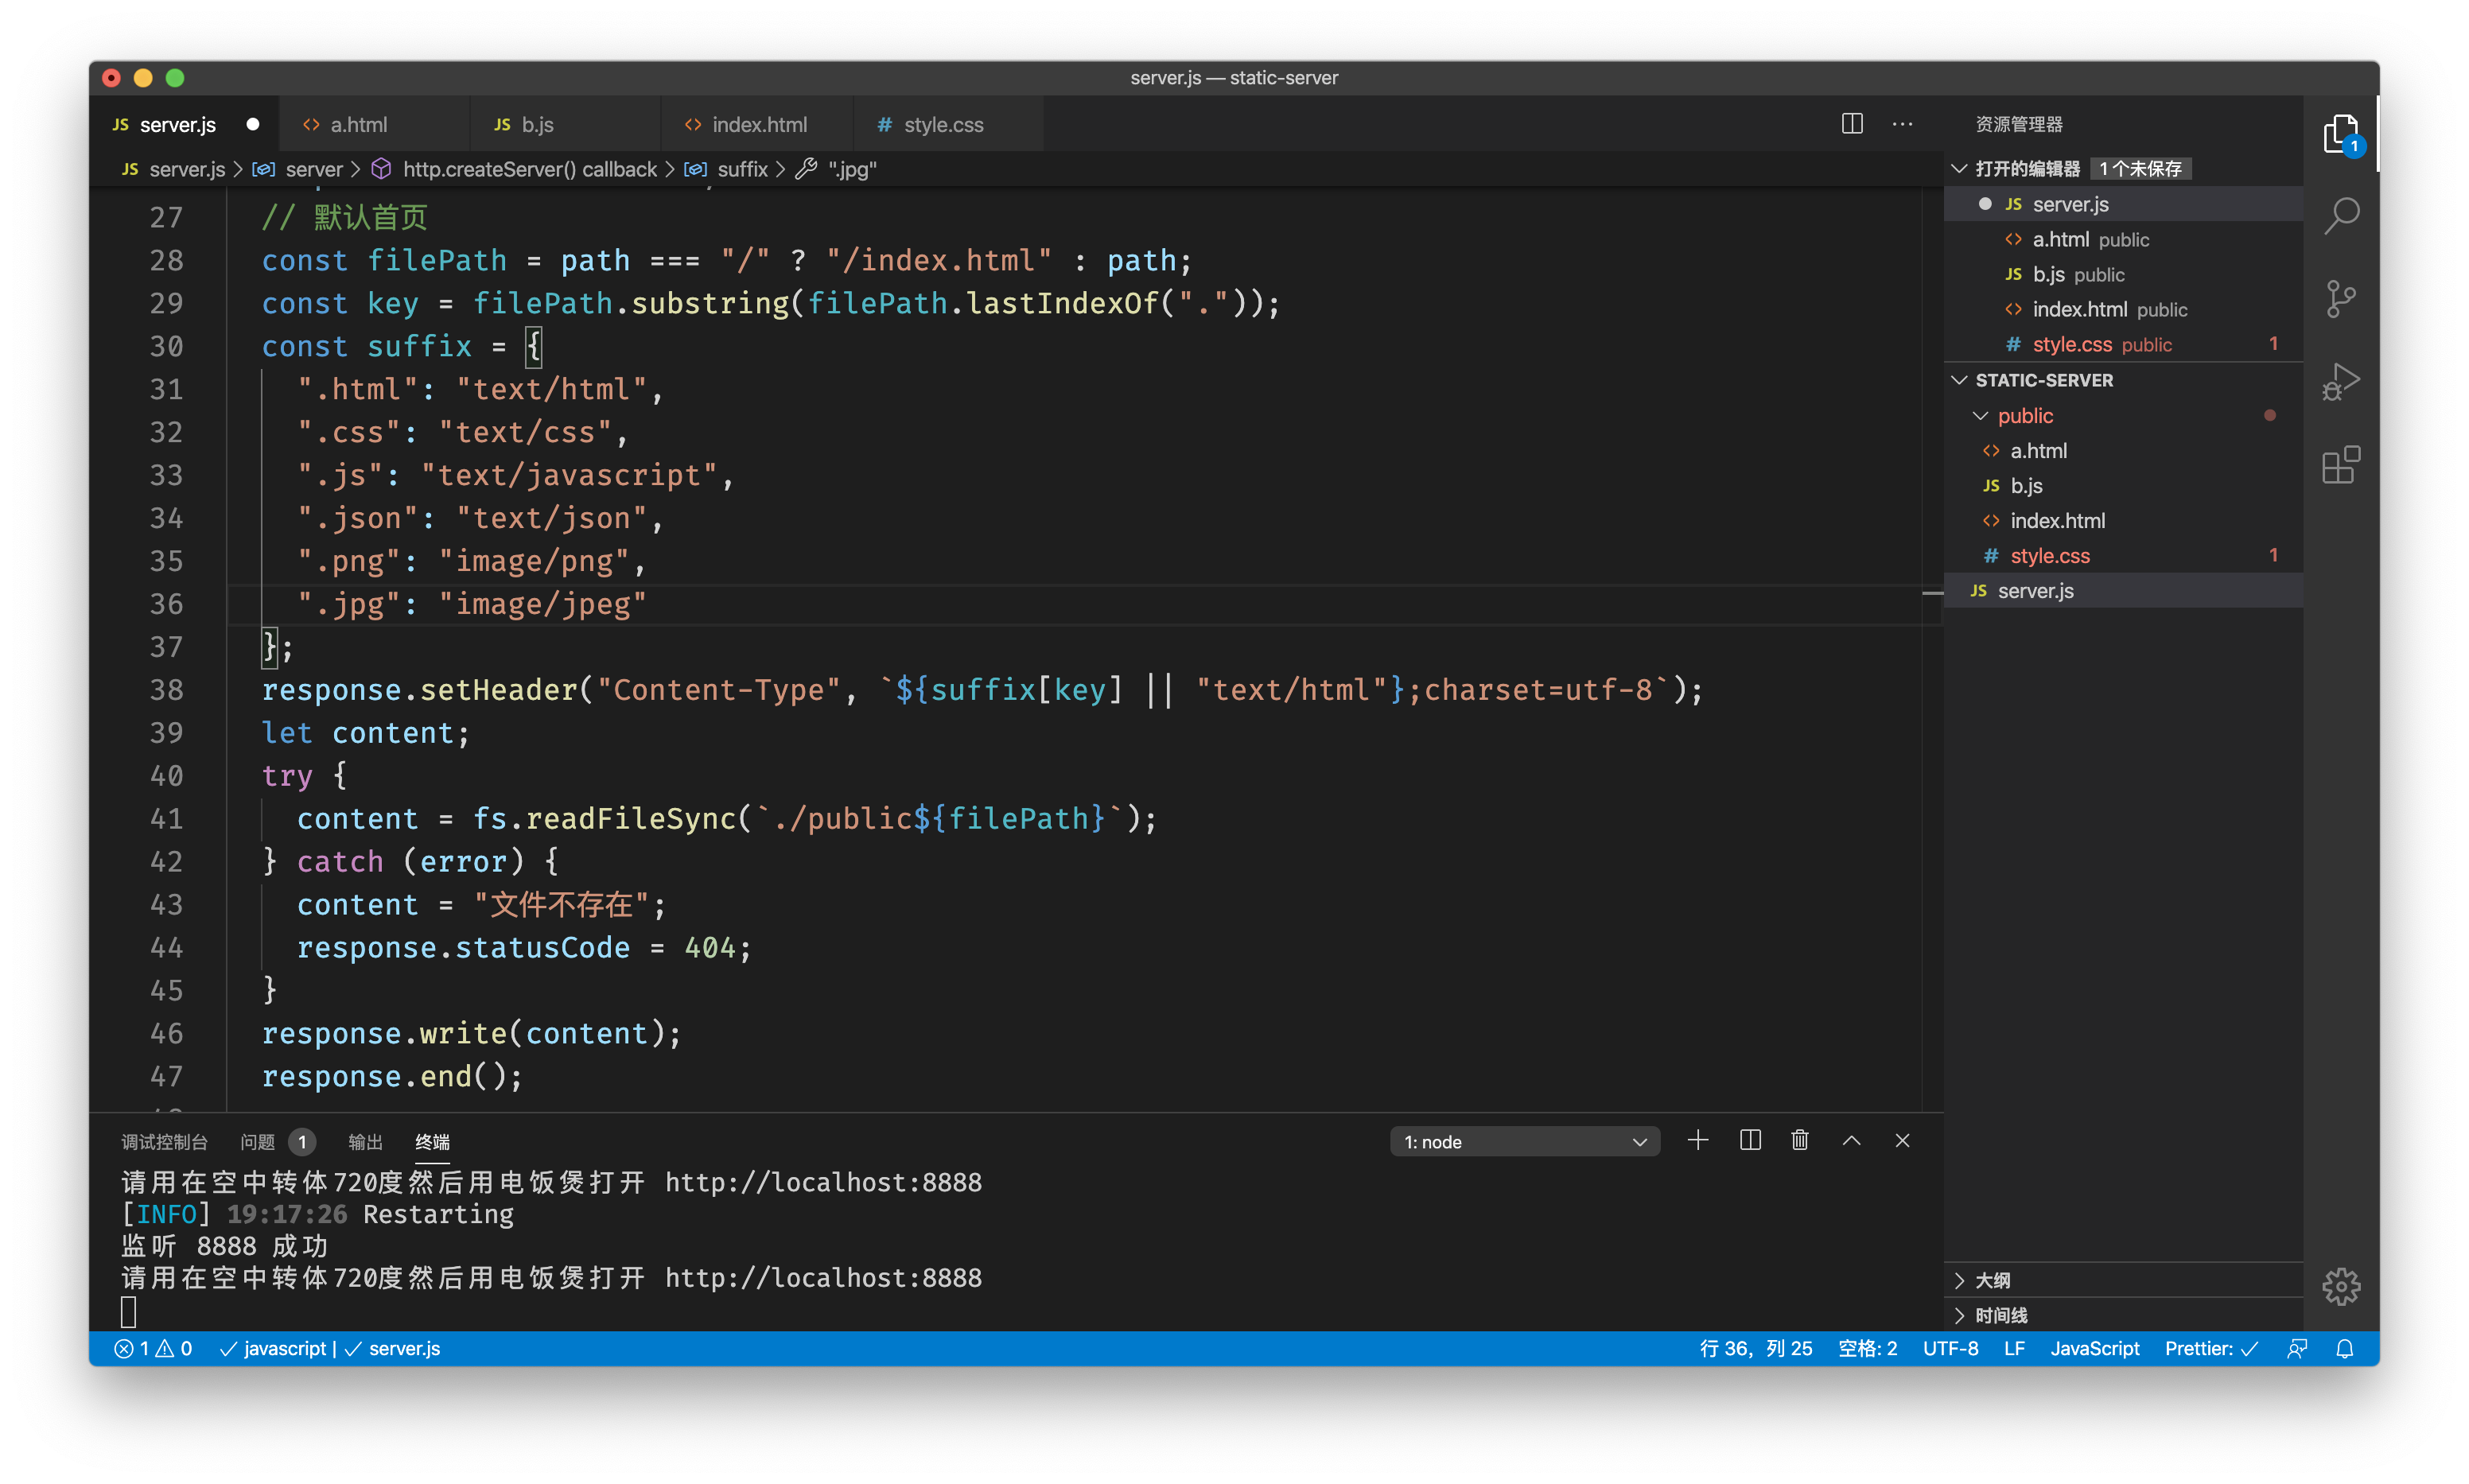 server.js — static-server
JS server.js
<> a.html
JS b.js
<> index.html
# style.css
JS server.js > server > http.createServer() callback > suffix > ".jpg"
27 // 默认首页
28 const filePath = path === "/" ? "/index.html" : path;
29 const key = filePath.substring(filePath.lastIndexOf("."));
30 const suffix = {
31 ".html": "text/html",
32 ".css": "text/css",
33 ".js": "text/javascript",
34 ".json": "text/json",
35 ".png": "image/png",
36 ".jpg": "image/jpeg"
37 };
38 response.setHeader("Content-Type", `${suffix[key] || "text/html"};charset=utf-8`);
39 let content;
40 try {
41 content = fs.readFileSync(`./public${filePath}`);
42 } catch (error) {
43 content = "文件不存在";
44 response.statusCode = 404;
45 }
46 response.write(content);
47 response.end();
调试控制台 问题 1 输出 终端
1: node
请用在空中转体720度然后用电饭煲打开 http://localhost:8888
[INFO] 19:17:26 Restarting
监听 8888 成功
请用在空中转体720度然后用电饭煲打开 http://localhost:8888
资源管理器
打开的编辑器 1 个未保存
JS server.js
<> a.html public
JS b.js public
<> index.html public
# style.css public 1
STATIC-SERVER
public
<> a.html
JS b.js
<> index.html
# style.css 1
JS server.js
大纲
时间线
1
1 0 javascript | server.js
行 36，列 25 空格: 2 UTF-8 LF JavaScript Prettier: